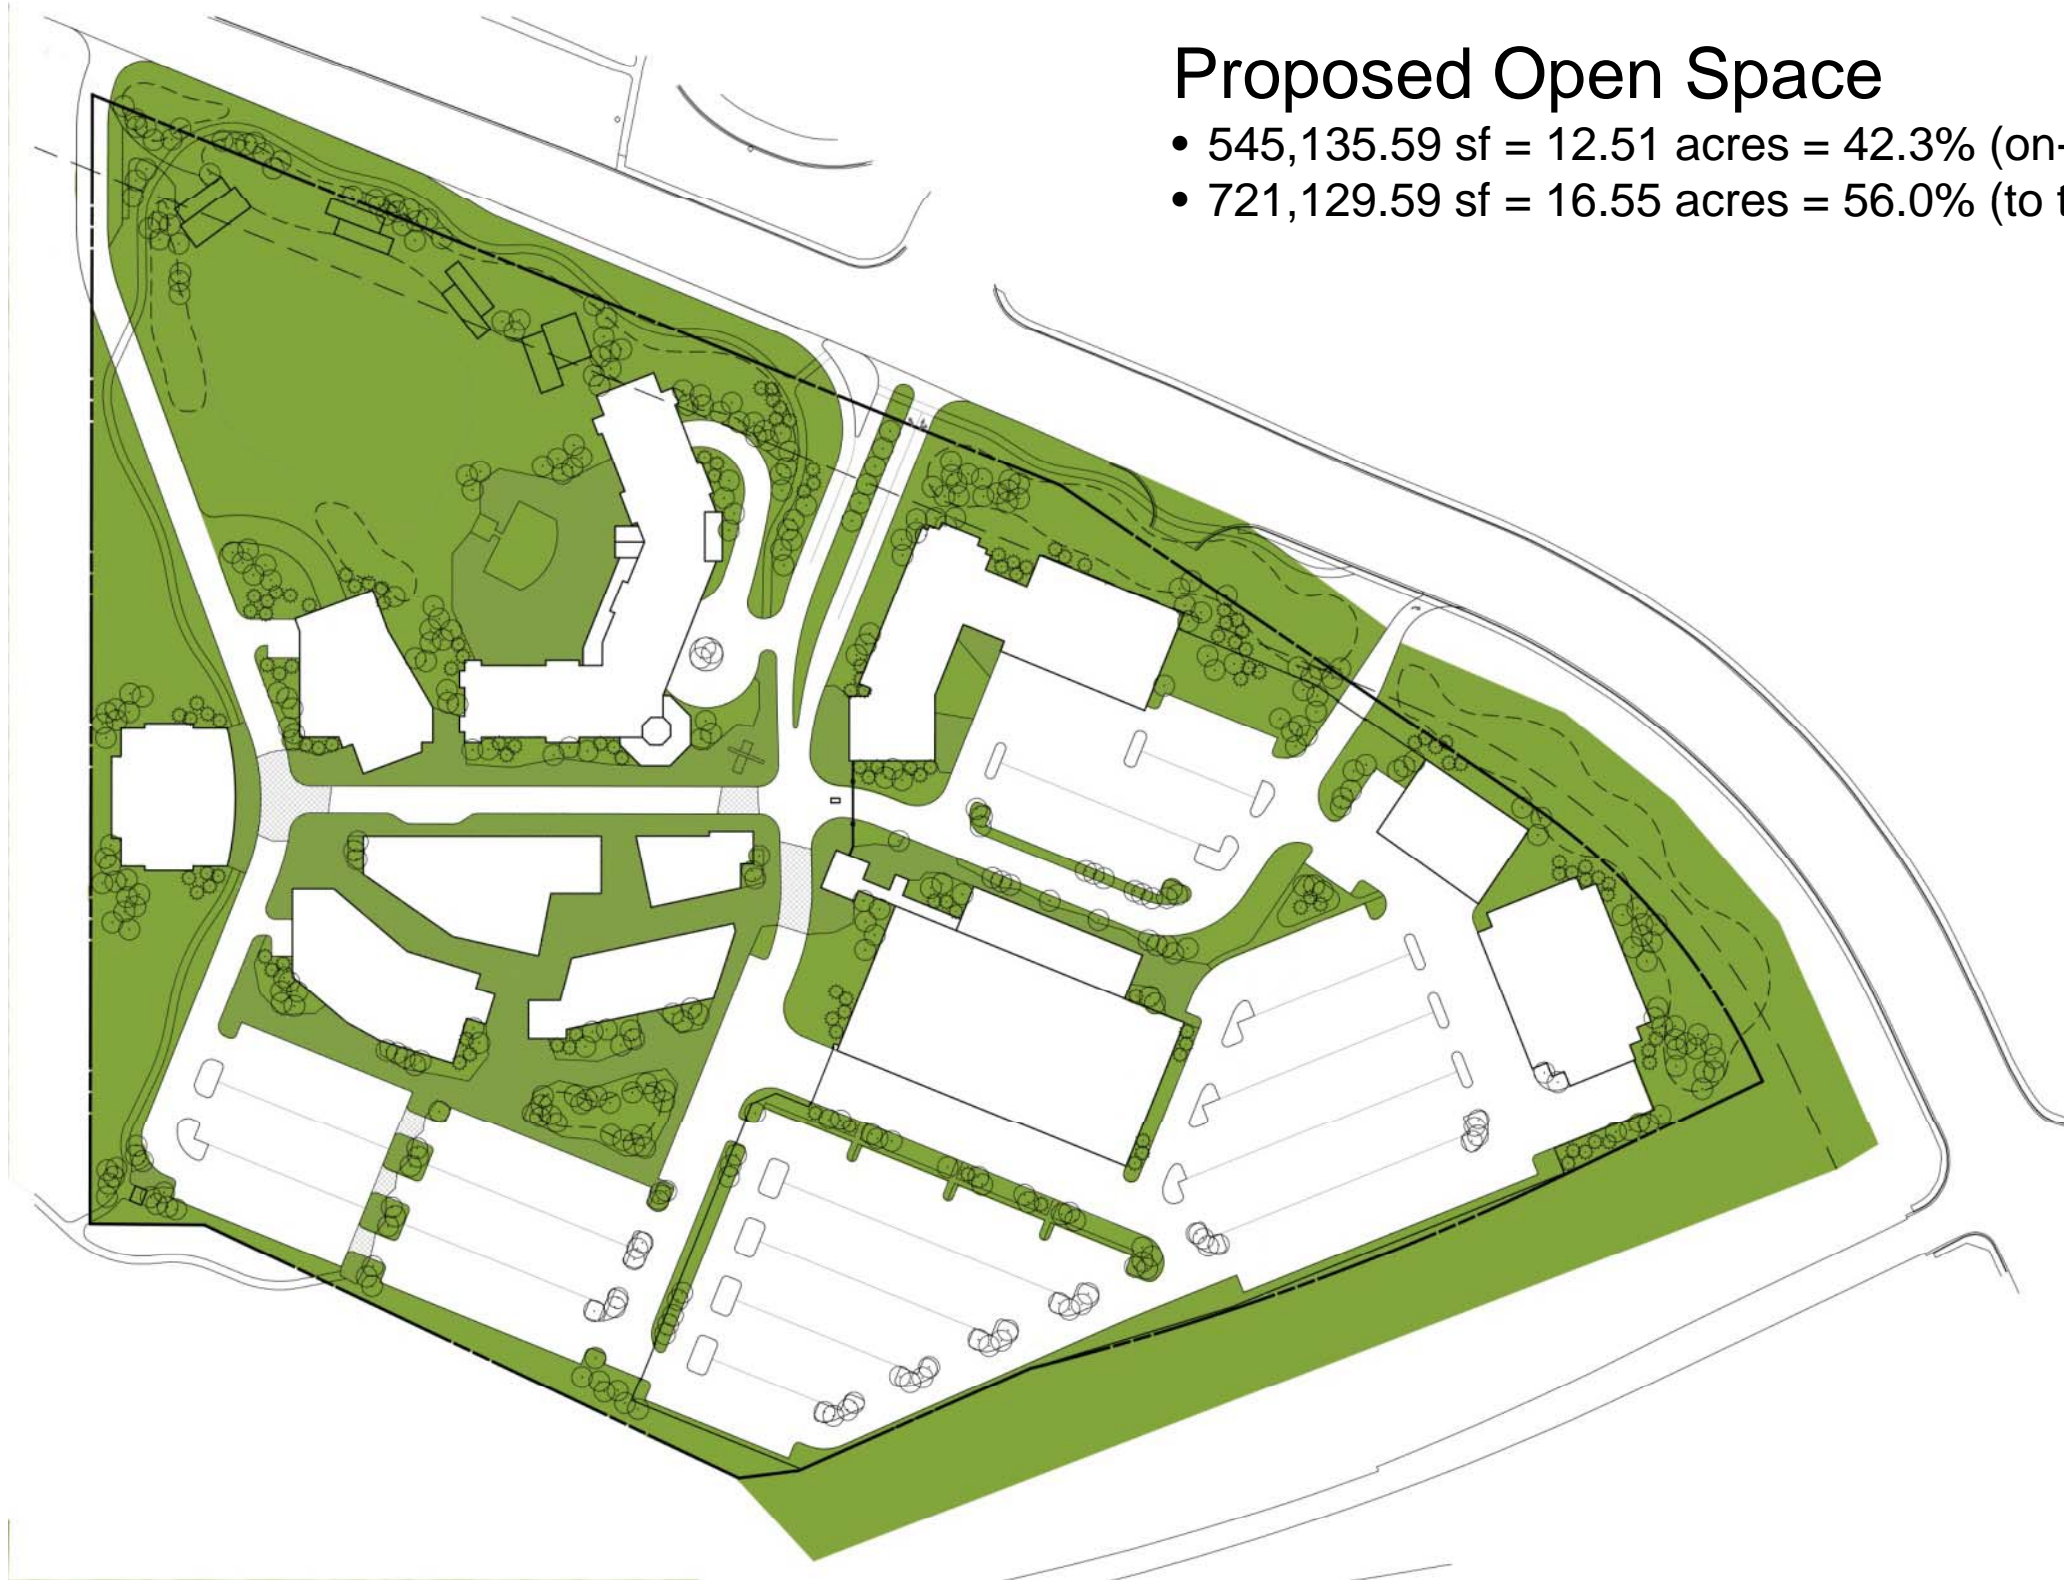 Proposed Open Space
• 545,135.59 sf = 12.51 acres = 42.3% (on-
• 721,129.59 sf = 16.55 acres = 56.0% (to t